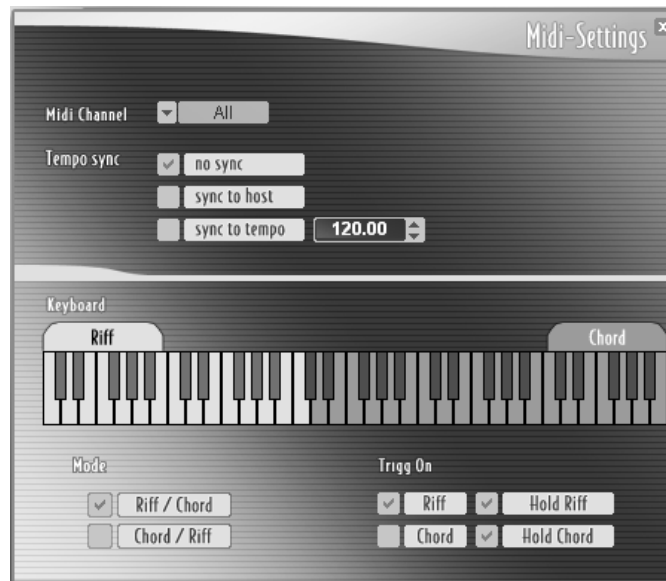 Midi-Settings x
Midi Channel All
Tempo sync no sync
sync to host
sync to tempo 120.00
Keyboard
Riff Chord
Mode Trigg On
Riff / Chord Riff Hold Riff
Chord / Riff Chord Hold Chord